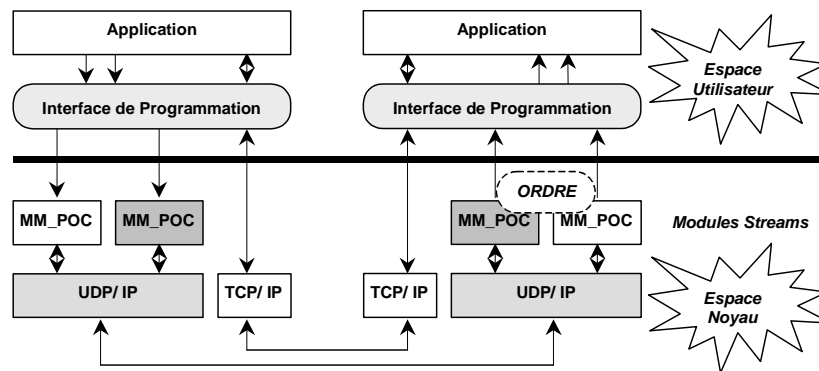 Application
Application
Espace
Utilisateur
Interface de Programmation
Interface de Programmation
ORDRE
MM_POC
MM_POC
MM_POC
MM_POC
Modules Streams
UDP/ IP
TCP/ IP
TCP/ IP
UDP/ IP
Espace
Noyau